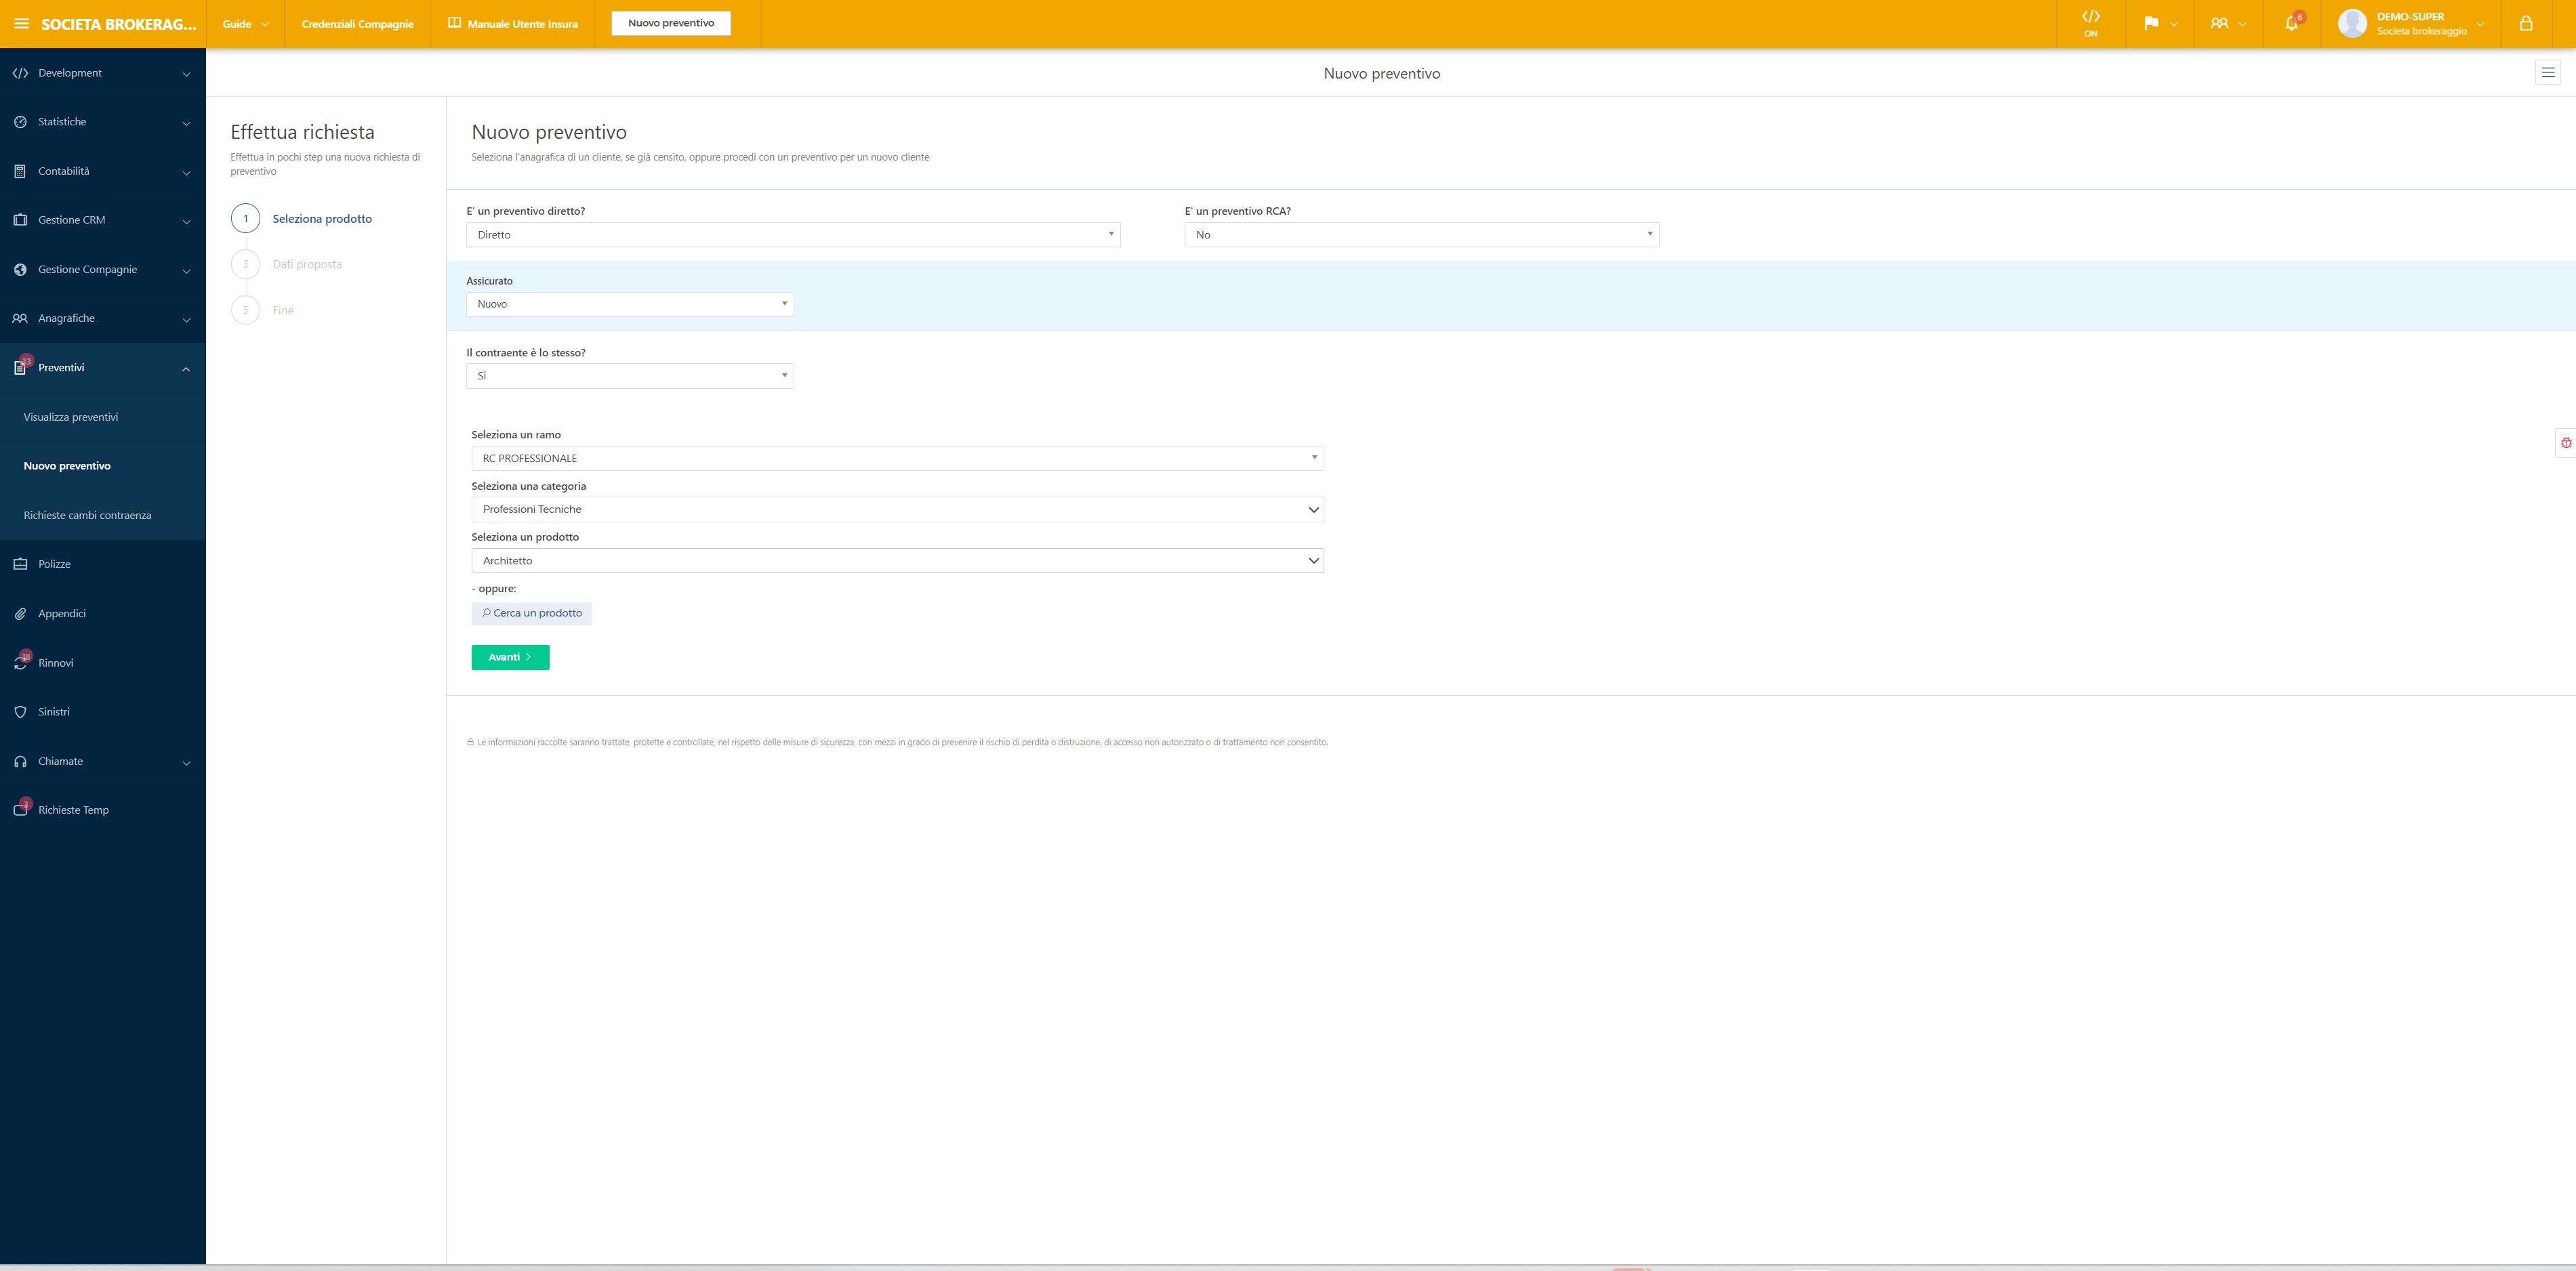 SOCIETA BROKERAG...
Guide
Credenziali Compagnie
Manuale Utente Insura
Nuovo preventivo
ON
6
DEMO-SUPER
Societa brokeraggio
Development
Statistiche
Contabilità
Gestione CRM
Gestione Compagnie
Anagrafiche
33
Preventivi
Visualizza preventivi
Nuovo preventivo
Richieste cambi contraenza
Polizze
Appendici
18
Rinnovi
Sinistri
Chiamate
Richieste Temp
Nuovo preventivo
Effettua richiesta
Effettua in pochi step una nuova richiesta di
preventivo
1 Seleziona prodotto
3 Dati proposta
5 Fine
Nuovo preventivo
Seleziona l'anagrafica di un cliente, se già censito, oppure procedi con un preventivo per un nuovo cliente
E' un preventivo diretto?
Diretto
E' un preventivo RCA?
No
Assicurato
Nuovo
Il contraente è lo stesso?
Si
Seleziona un ramo
RC PROFESSIONALE
Seleziona una categoria
Professioni Tecniche
Seleziona un prodotto
Architetto
- oppure:
Cerca un prodotto
Avanti
Le informazioni raccolte saranno trattate, protette e controllate, nel rispetto delle misure di sicurezza, con mezzi in grado di prevenire il rischio di perdita o distruzione, di accesso non autorizzato o di trattamento non consentito.